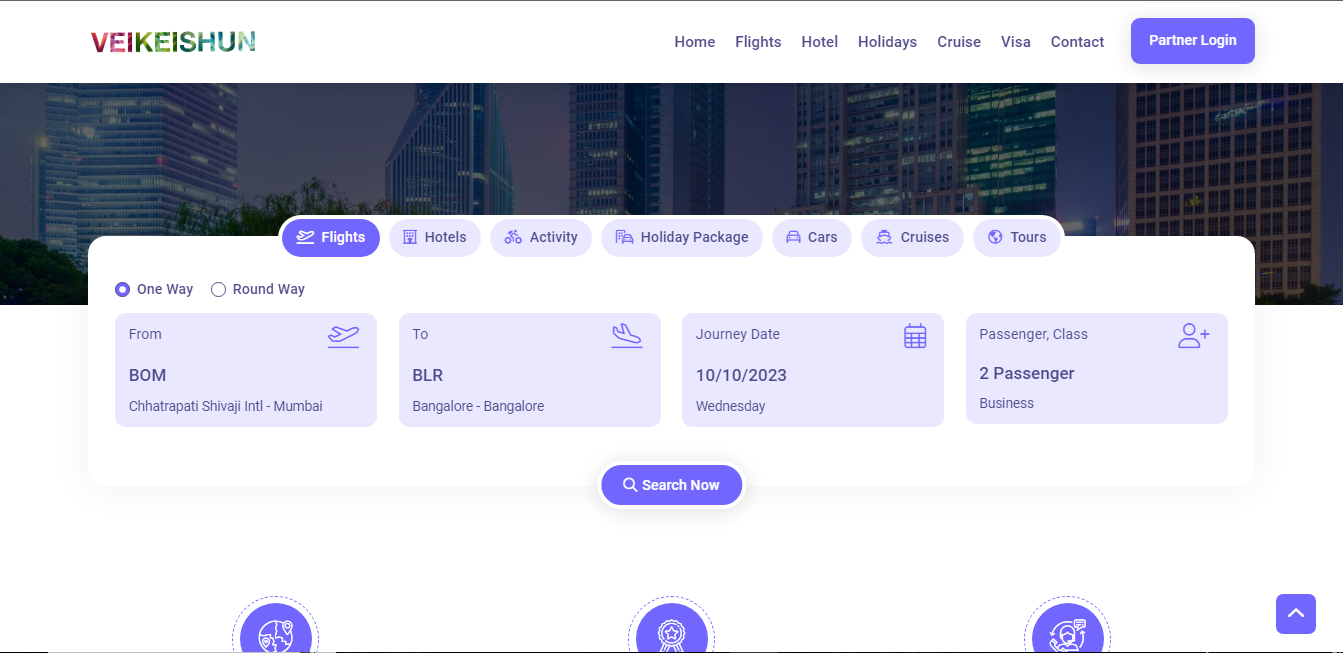 VEIKEISHUN
Home Flights Hotel Holidays Cruise Visa Contact Partner Login
Flights Hotels Activity Holiday Package Cars Cruises Tours
One Way Round Way
From To Journey Date Passenger, Class
BOM BLR 10/10/2023 2 Passenger
Chhatrapati Shivaji Intl - Mumbai Bangalore - Bangalore Wednesday Business
Search Now